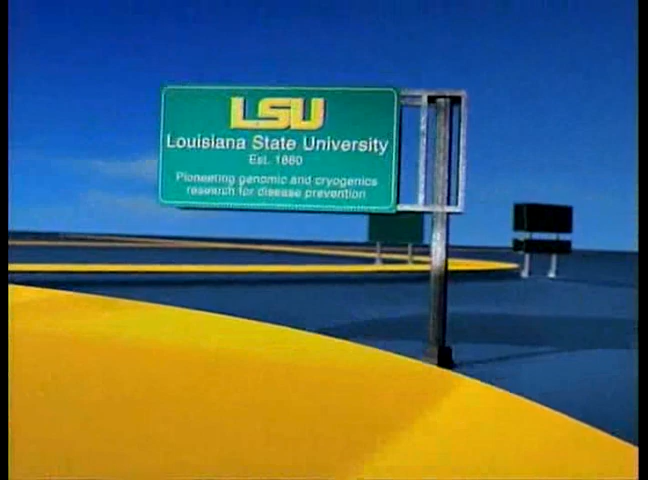 LSU
Louisiana State University
Est. 1860
Pioneering genomic and cryogenics
research for disease prevention